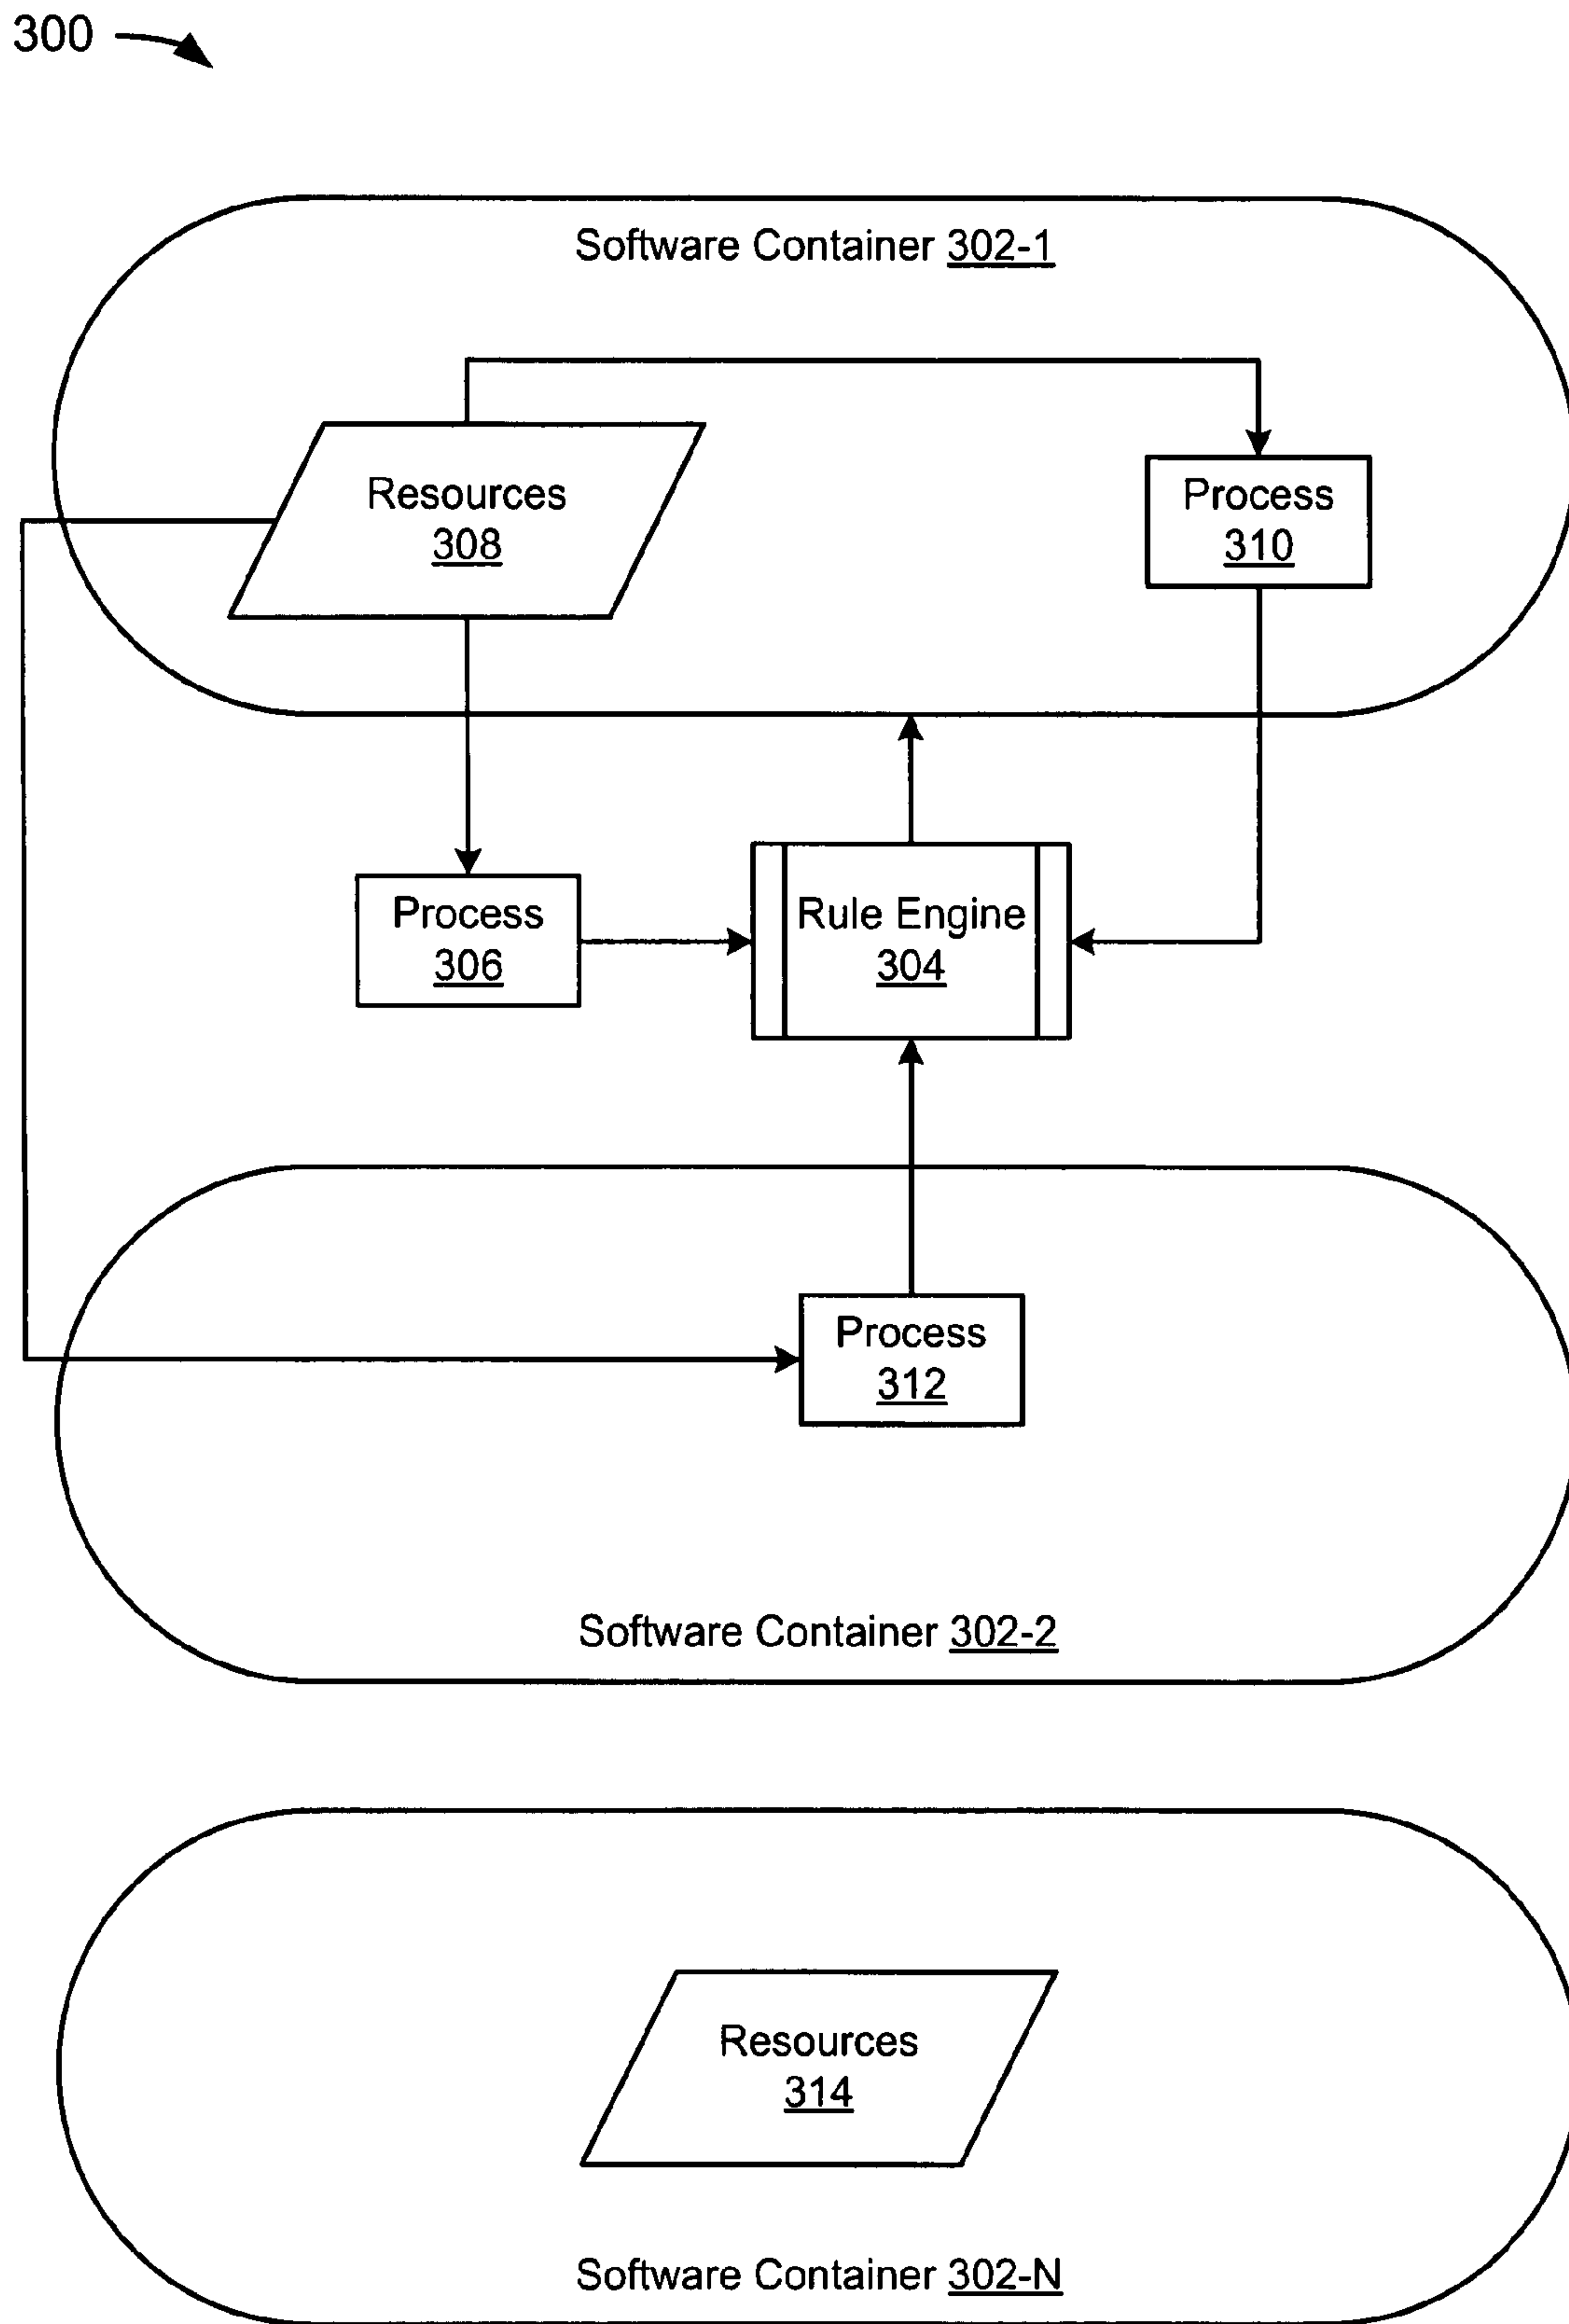 300
Software Container 302-1
Resources
308
Process
310
Process
306
Rule Engine
304
Process
312
Software Container 302-2
Resources
314
Software Container 302-N